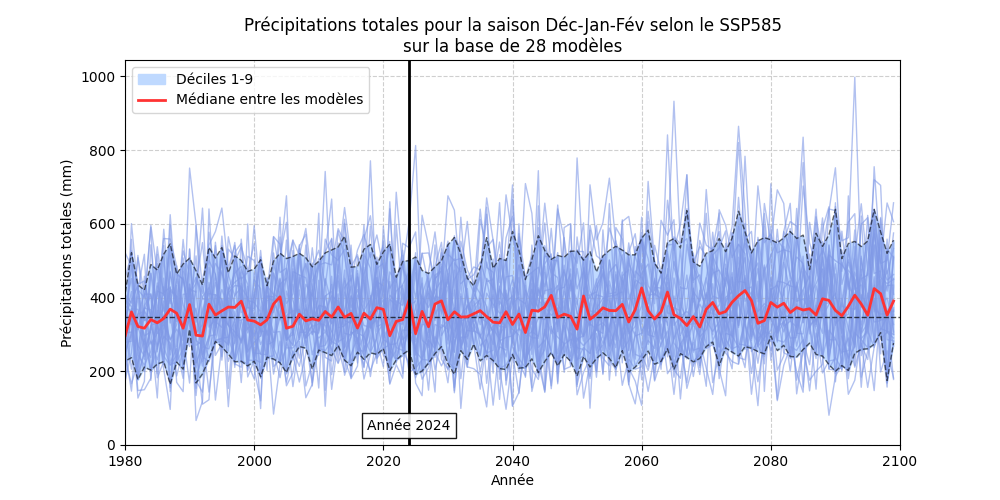 Précipitations totales pour la saison Déc-Jan-Fév selon le SSP585
sur la base de 28 modèles
Déciles 1-9
Médiane entre les modèles
Précipitations totales (mm)
1000
800
600
400
200
0
Année 2024
1980 2000 2020 2040 2060 2080 2100
Année